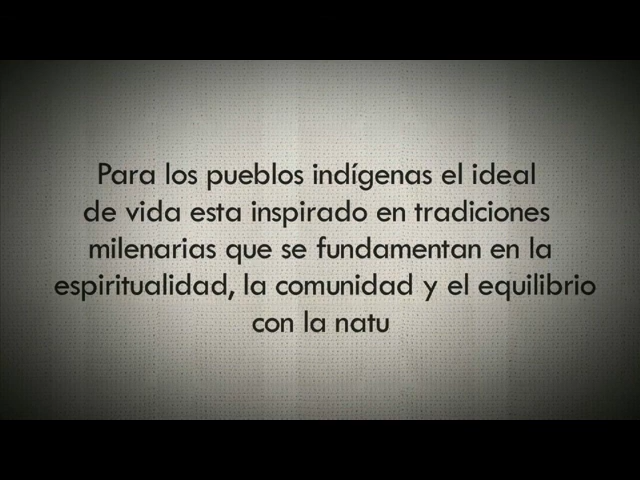 Para los pueblos indígenas el ideal
de vida esta inspirado en tradiciones
milenarias que se fundamentan en la
espiritualidad, la comunidad y el equilibrio
con la natu